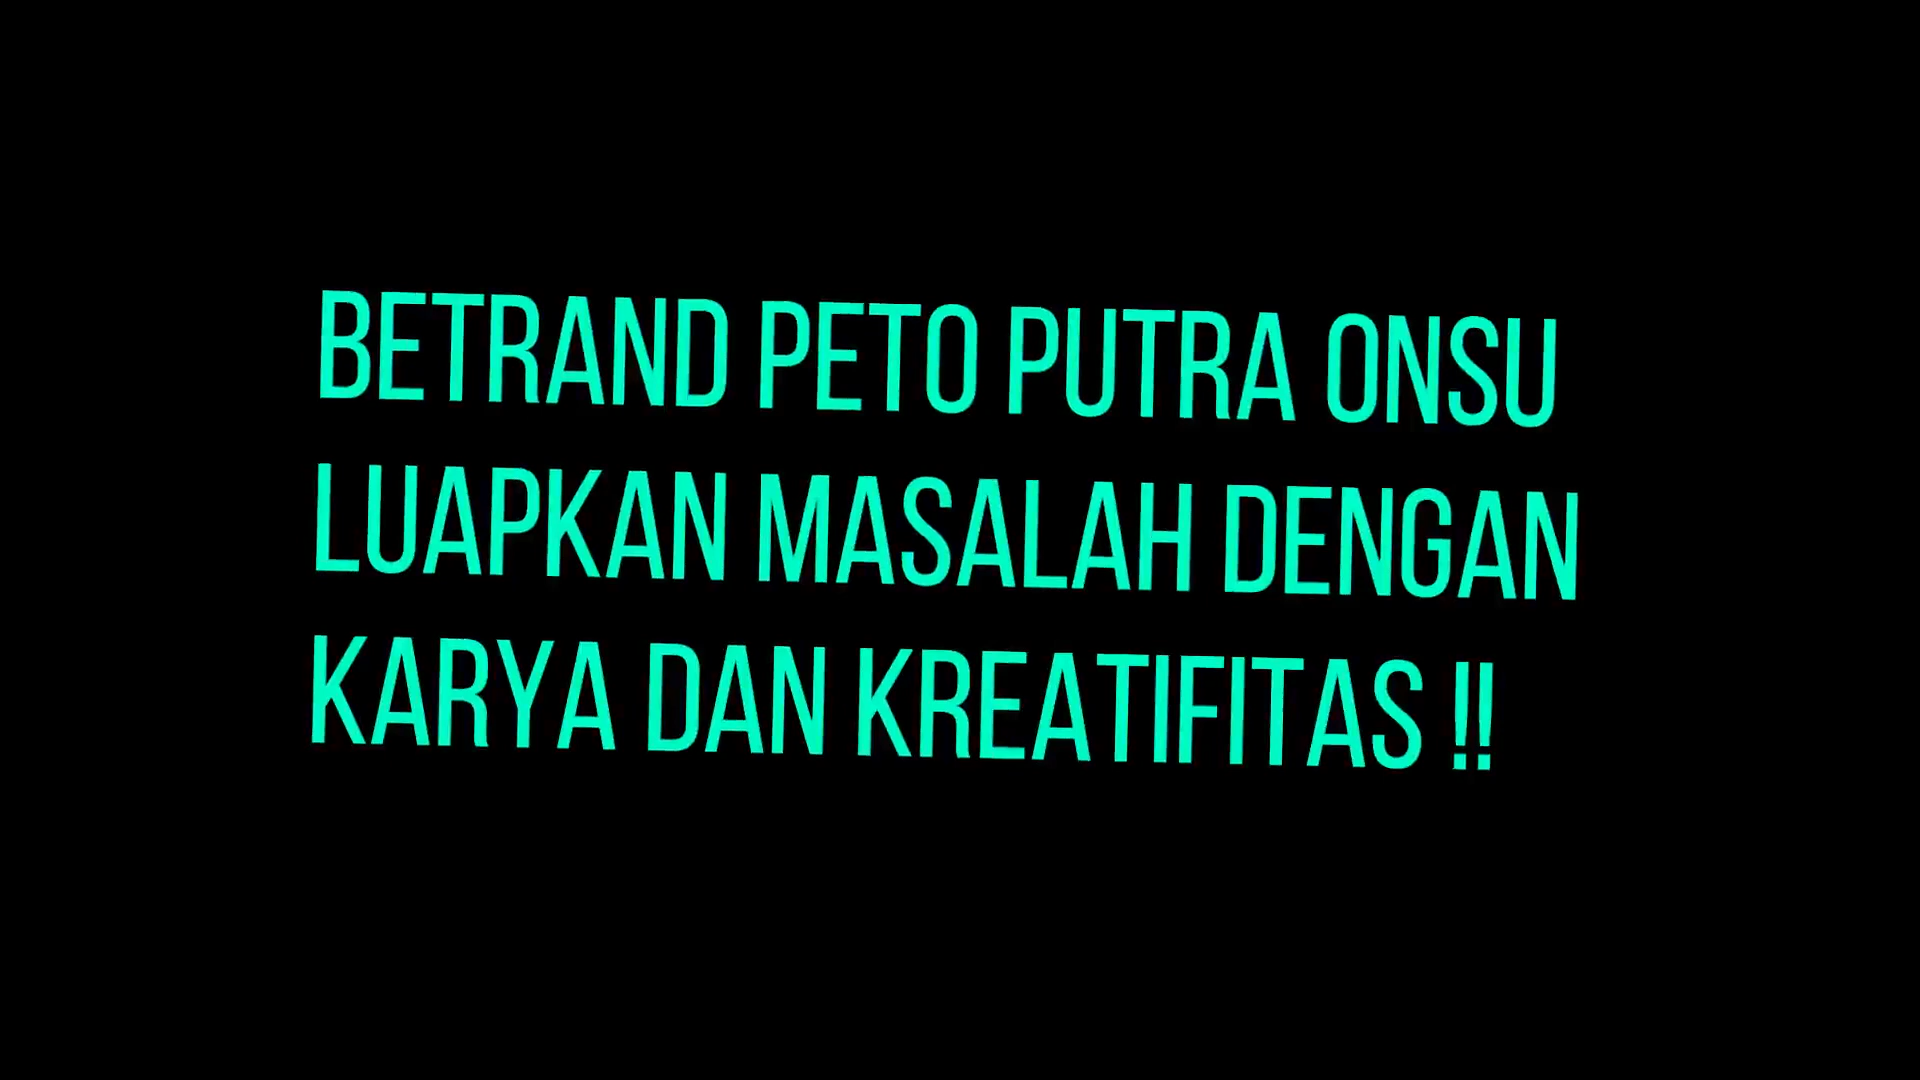 BETRAND PETO PUTRA ONSU
LUAPKAN MASALAH DENGAN
KARYA DAN KREATIFITAS !!